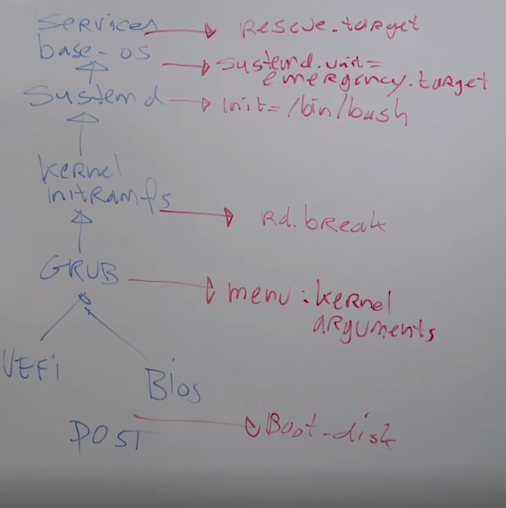 Services → Rescue.target
base-os → Systemd.unit=
emergency.target
Systemd → init=/bin/bash
kernel
initramfs → Rd.break
GRUB → menu: kernel
arguments
UEFi
Bios
POST → Boot-disk